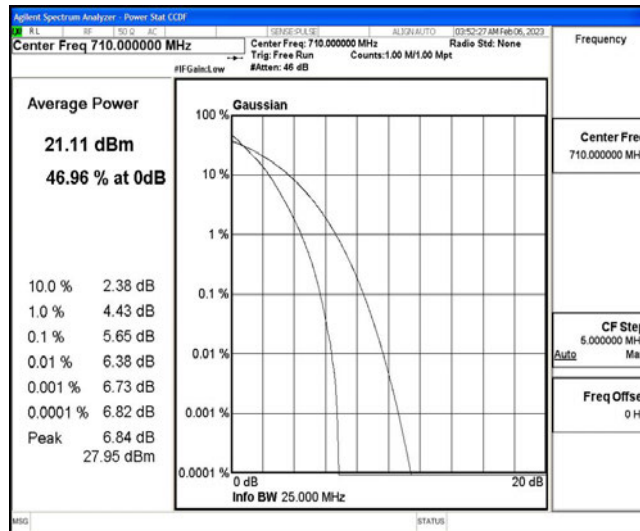 Agilent Spectrum Analyzer - Power Stat CCDF
RL RF 50 Ω AC SENSE:PULSE ALIGN AUTO 03:52:27 AM Feb 06, 2023
Center Freq 710.000000 MHz
Center Freq: 710.000000 MHz Radio Std: None
Trig: Free Run Counts:1.00 M/1.00 Mpt
#IFGain:Low #Atten: 46 dB
Frequency
Average Power
21.11 dBm
46.96 % at 0dB
10.0 % 2.38 dB
1.0 % 4.43 dB
0.1 % 5.65 dB
0.01 % 6.38 dB
0.001 % 6.73 dB
0.0001 % 6.82 dB
Peak 6.84 dB
27.95 dBm
Gaussian
100 %
10 %
1 %
0.1 %
0.01 %
0.001 %
0.0001 %
0 dB 20 dB
Info BW 25.000 MHz
Center Fre
710.000000 MH
CF Step
5.000000 MH
Auto Ma
Freq Offse
0 H
MSG STATUS